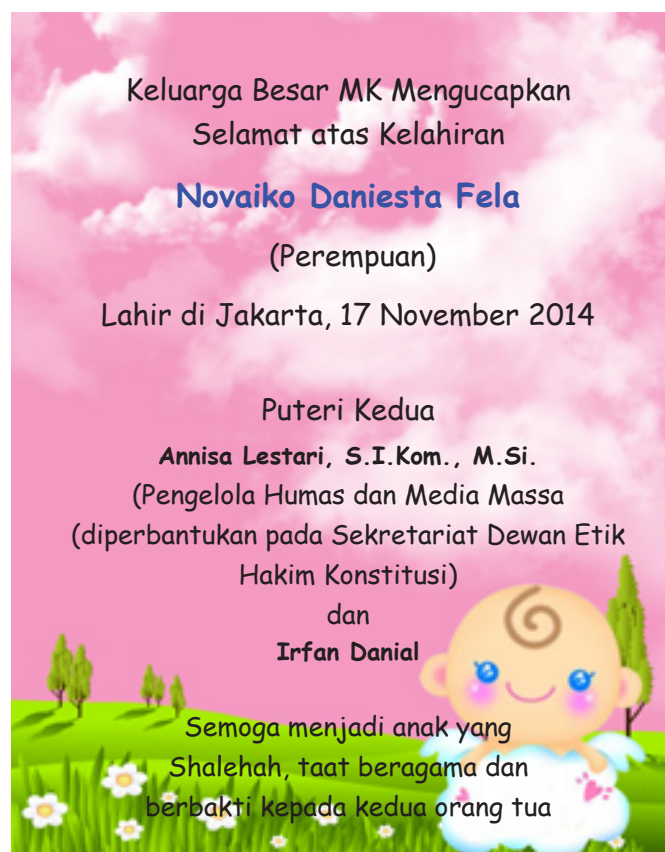 Keluarga Besar MK Mengucapkan
Selamat atas Kelahiran
Novaiko Daniesta Fela
(Perempuan)
Lahir di Jakarta, 17 November 2014
Puteri Kedua
Annisa Lestari, S.I.Kom., M.Si.
(Pengelola Humas dan Media Massa
(diperbantukan pada Sekretariat Dewan Etik
Hakim Konstitusi)
dan
Irfan Danial
Semoga menjadi anak yang
Shalehah, taat beragama dan
berbakti kepada kedua orang tua